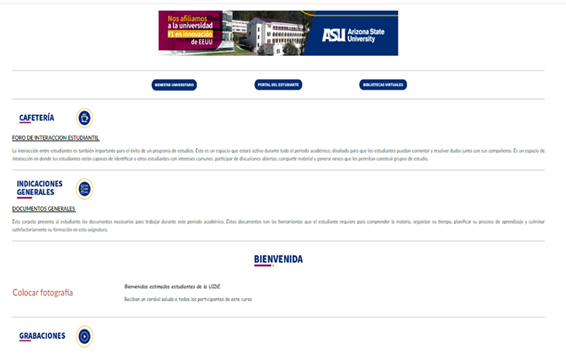 Nos afiliamos
a la universidad
#1 en innovación
de EEUU
ASU Arizona State
University
BIENESTAR UNIVERSITARIO
PORTAL DEL ESTUDIANTE
BIBLIOTECAS VIRTUALES
CAFETERÍA
FORO DE INTERACCION ESTUDIANTIL
La interacción entre estudiantes es también importante para el éxito de un programa de estudios. Este es un espacio que estará activo durante todo el periodo académico, diseñado para que los estudiantes puedan comentar y resolver dudas junto con sus compañeros. Es un espacio de
interacción en donde los estudiantes serán capaces de identificar a otros estudiantes con intereses comunes, participar de discusiones abiertas, compartir material y generar nexos que les permitan construir grupos de estudio.
INDICACIONES
GENERALES
DOCUMENTOS GENERALES
Esta carpeta presenta al estudiante los documentos necesarios para trabajar durante este periodo académico. Estos documentos son las herramientas que el estudiante requiere para comprender la materia, organizar su tiempo, planificar su proceso de aprendizaje y culminar
satisfactoriamente su formación en esta asignatura.
BIENVENIDA
Colocar fotografía
Bienvenidos estimados estudiantes de la UIDE.
Reciban un cordial saludo a todos los participantes de este curso
GRABACIONES